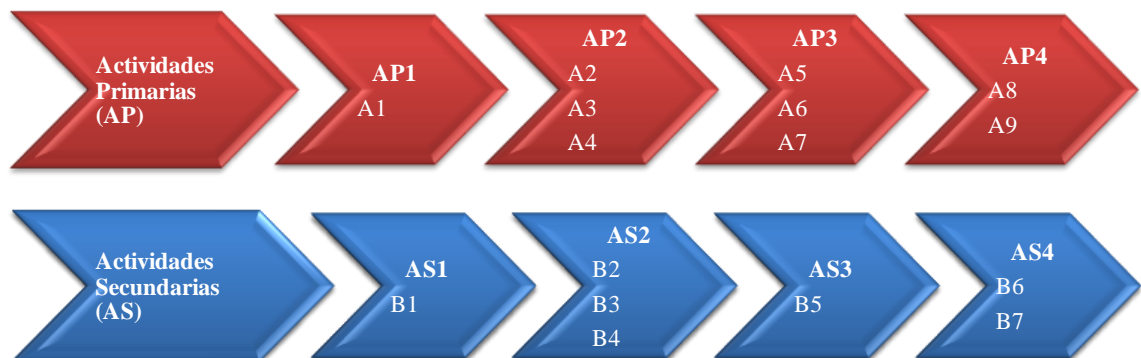 Actividades
Primarias
(AP)
AP1
A1
AP2
A2
A3
A4
AP3
A5
A6
A7
AP4
A8
A9
Actividades
Secundarias
(AS)
AS1
B1
AS2
B2
B3
B4
AS3
B5
AS4
B6
B7